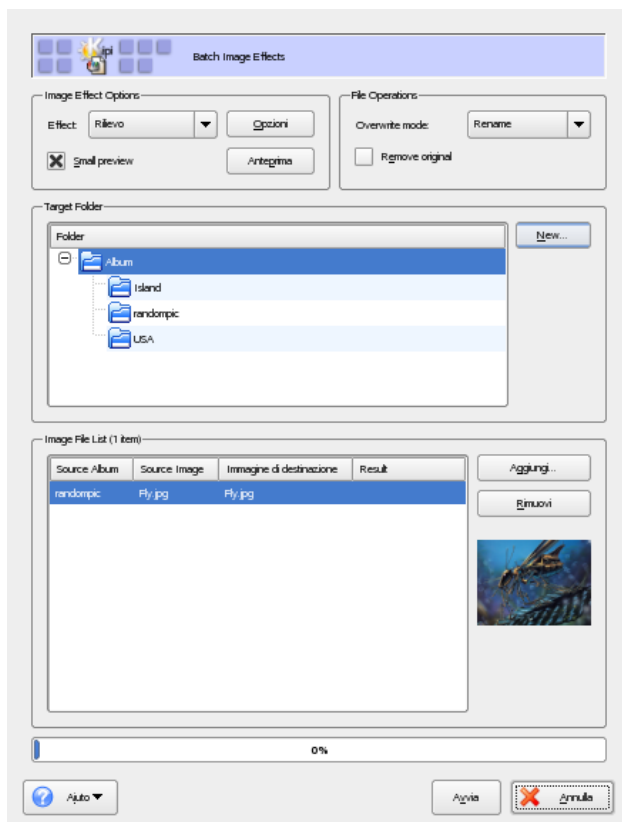 Kipi
Batch Image Effects
Image Effect Options
Effect: Rilievo
Opzioni
Small preview
Anteprima
File Operations
Overwrite mode: Rename
Remove original
Target Folder
Folder
New...
Album
Island
randompic
USA
Image File List (1 item)
Source Album Source Image Immagine di destinazione Result
randompic Fly.jpg Fly.jpg
Aggiungi...
Rimuovi
0%
Aiuto
Avvia
Annulla